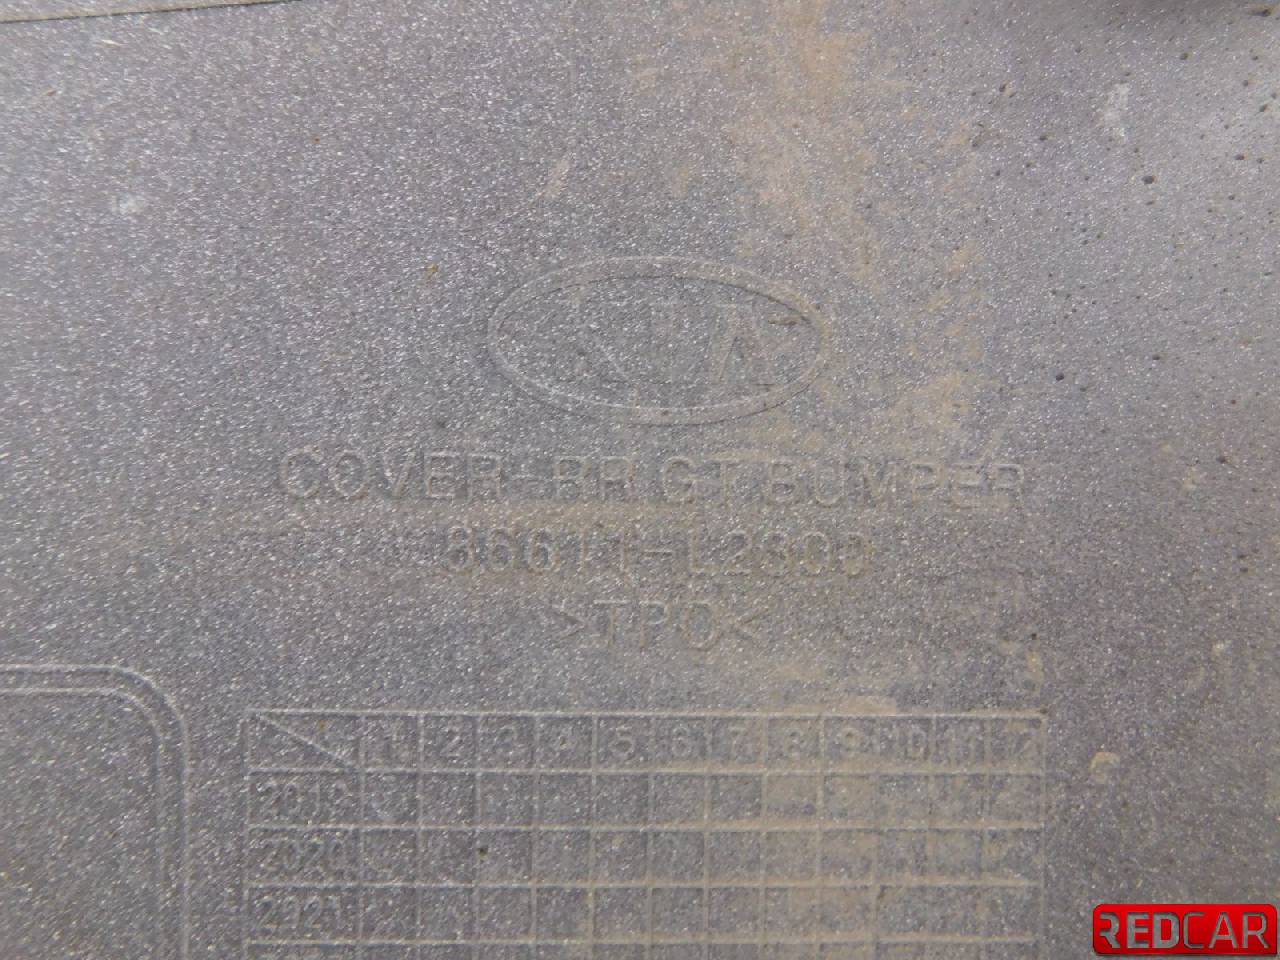 KIA
COVER-RR GT BUMPER
86611-L2300
>TPO<
1 2 3 4 5 6 7 8 9 10 11 12
2019
2020
2021
REDCAR